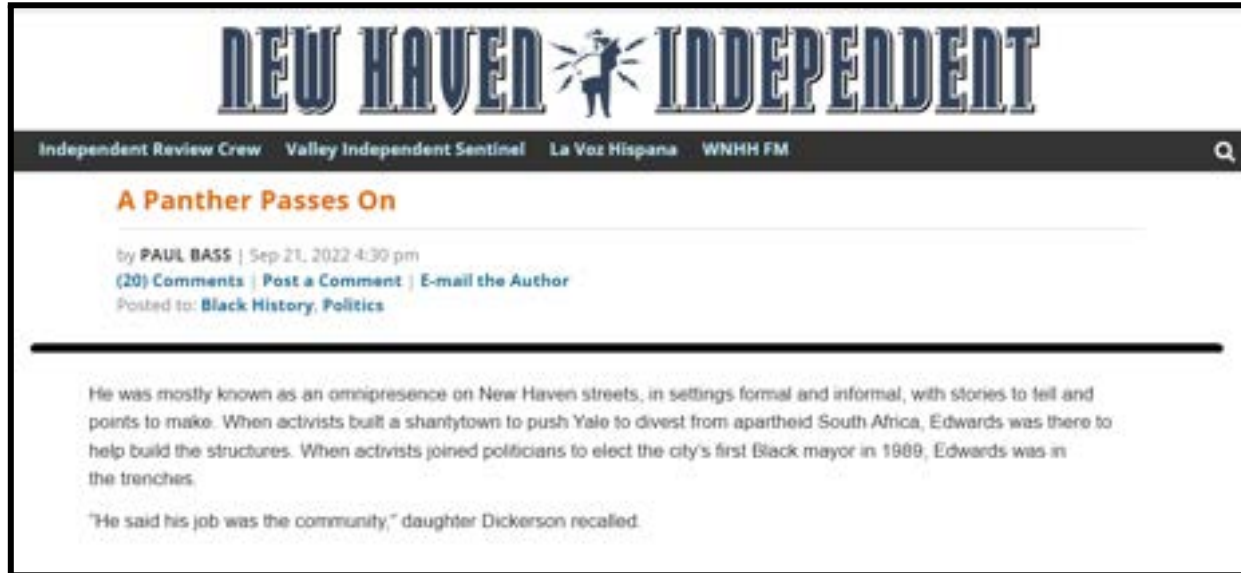 NEW HAVEN INDEPENDENT
Independent Review Crew Valley Independent Sentinel La Voz Hispana WNHH FM
A Panther Passes On
by PAUL BASS | Sep 21, 2022 4:30 pm
(20) Comments | Post a Comment | E-mail the Author
Posted to: Black History, Politics
He was mostly known as an omnipresence on New Haven streets, in settings formal and informal, with stories to tell and
points to make. When activists built a shantytown to push Yale to divest from apartheid South Africa, Edwards was there to
help build the structures. When activists joined politicians to elect the city's first Black mayor in 1989, Edwards was in
the trenches.
"He said his job was the community," daughter Dickerson recalled.